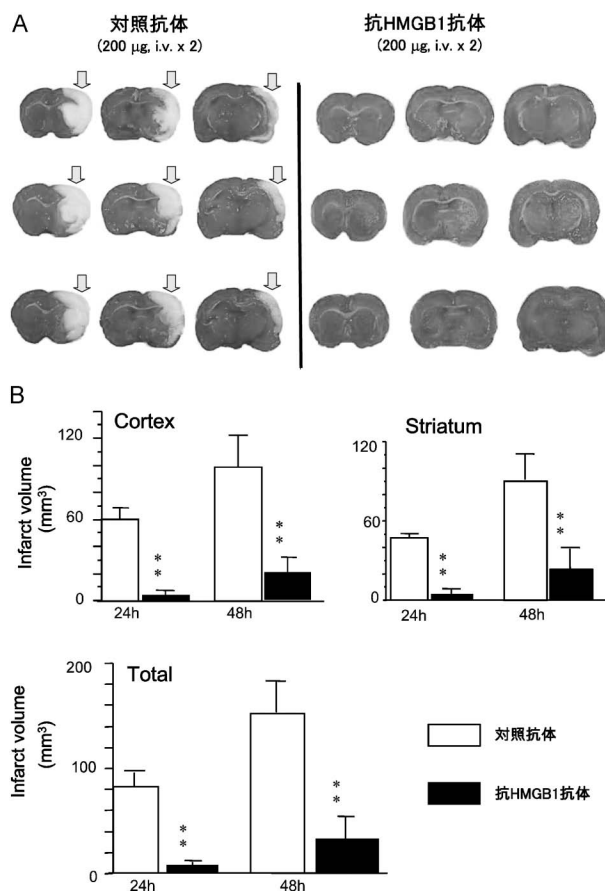 A
対照抗体
(200 μg, i.v. x 2)
抗HMGB1抗体
(200 μg, i.v. x 2)
B
Cortex
Infarct volume
(mm³)
120
60
0
* *
* *
24h
48h
Striatum
120
60
0
* *
* *
24h
48h
Total
Infarct volume
(mm³)
200
100
0
* *
* *
24h
48h
対照抗体
抗HMGB1抗体